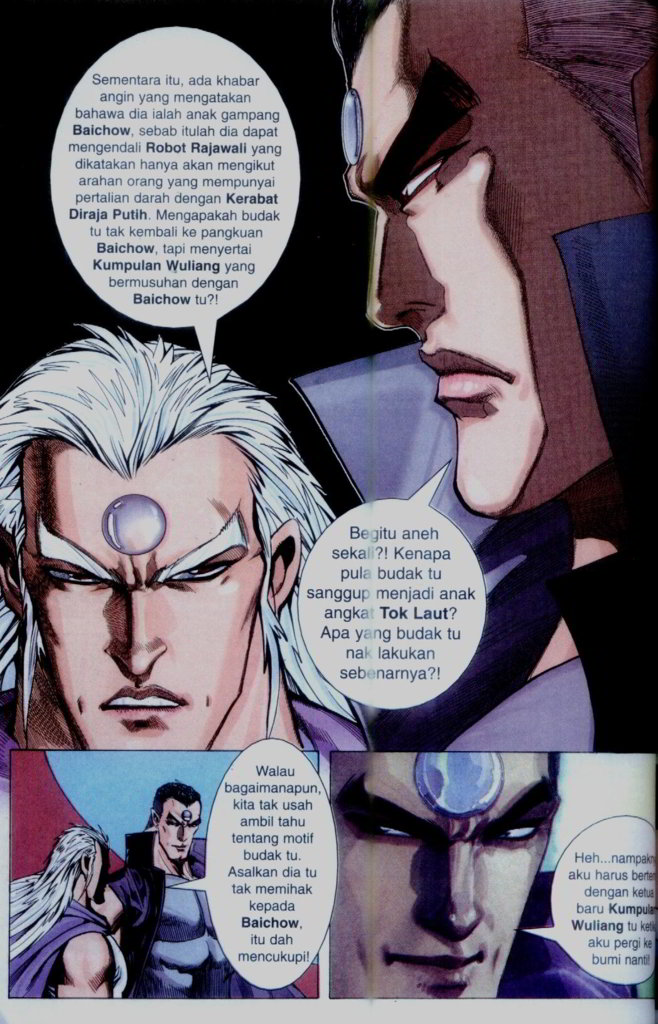 Sementara itu, ada khabar
angin yang mengatakan
bahawa dia ialah anak gampang
Baichow, sebab itulah dia dapat
mengendali Robot Rajawali yang
dikatakan hanya akan mengikut
arahan orang yang mempunyai
pertalian darah dengan Kerabat
Diraja Putih. Mengapakah budak
tu tak kembali ke pangkuan
Baichow, tapi menyertai
Kumpulan Wuliang yang
bermusuhan dengan
Baichow tu?!
Begitu aneh
sekali?! Kenapa
pula budak tu
sanggup menjadi anak
angkat Tok Laut?
Apa yang budak tu
nak lakukan
sebenarnya?!
Walau
bagaimanapun,
kita tak usah
ambil tahu
tentang motif
budak tu.
Asalkan dia tu
tak memihak
kepada
Baichow,
itu dah
mencukupi!
Heh...nampakn
aku harus bertem
dengan ketua
baru Kumpulan
Wuliang tu keti
aku pergi ke
bumi nanti!